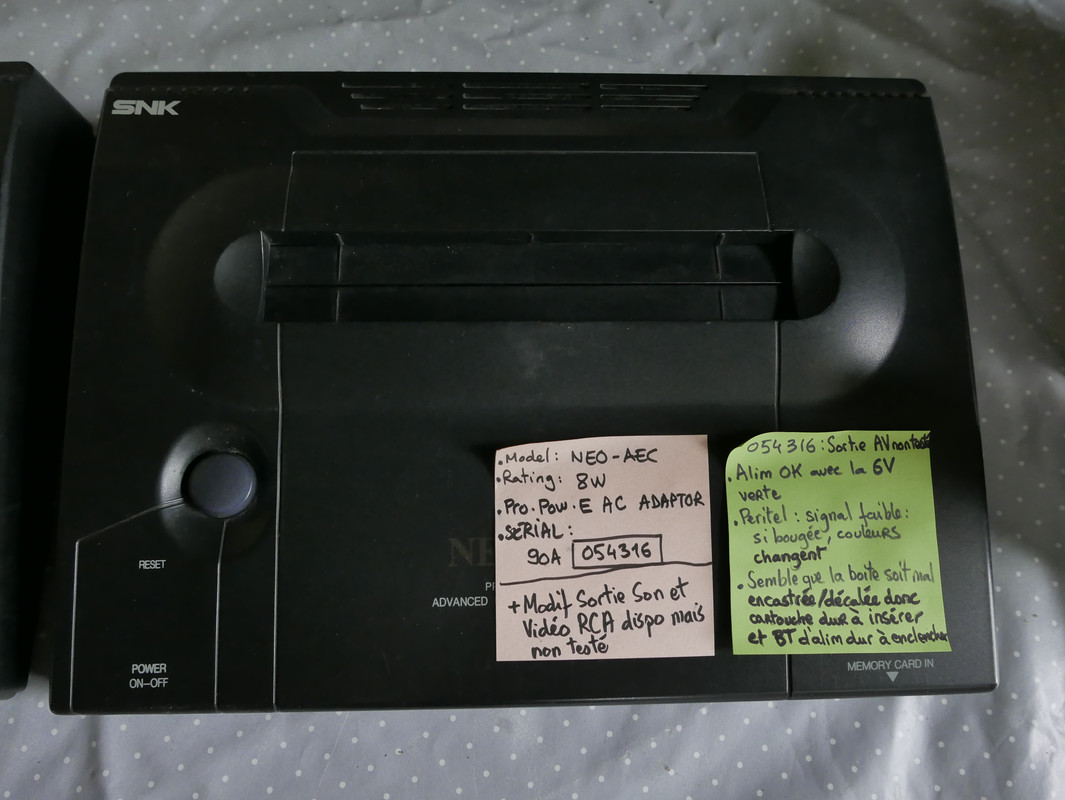 SNK
RESET
POWER
ON–OFF
NE
ADVANCED
• Model: NEO-AEC
• Rating: 8W
• Pro. Pow. E AC ADAPTOR
• SERIAL:
90A 054316
+ Modif Sortie Son et
Vidéo RCA dispo mais
non testé
054316: Sortie AV non testé
• Alim OK avec la 6V
verte
• Peritel: signal faible:
si bougée, couleurs
changent
• Semble que la boite soit mal
encastrée/décalée donc
cartouche dur à insérer
et BT d'alim dur à enclencher
MEMORY CARD IN